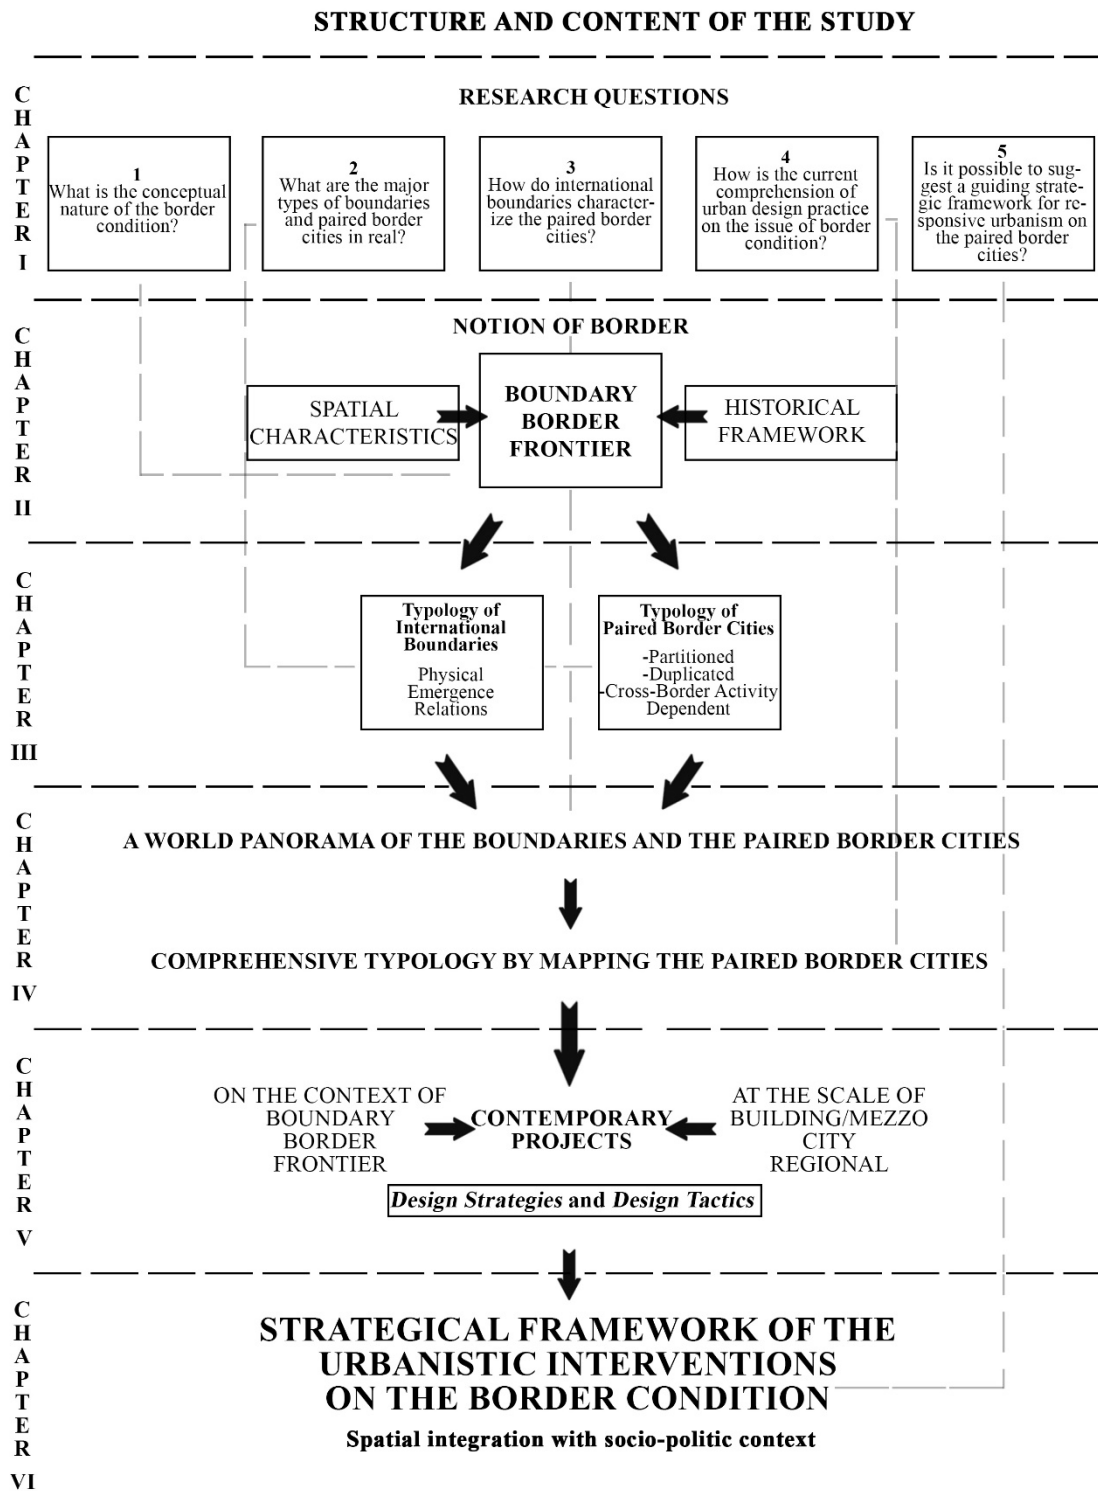 STRUCTURE AND CONTENT OF THE STUDY
CHAPTER I
RESEARCH QUESTIONS
1
What is the conceptual
nature of the border
condition?
2
What are the major
types of boundaries
and paired border
cities in real?
3
How do international
boundaries character-
ize the paired border
cities?
4
How is the current
comprehension of
urban design practice
on the issue of border
condition?
5
Is it possible to sug-
gest a guiding strate-
gic framework for re-
sponsive urbanism on
the paired border
cities?
CHAPTER II
NOTION OF BORDER
SPATIAL
CHARACTERISTICS
BOUNDARY
BORDER
FRONTIER
HISTORICAL
FRAMEWORK
CHAPTER III
Typology of
International
Boundaries
Physical
Emergence
Relations
Typology of
Paired Border Cities
-Partitioned
-Duplicated
-Cross-Border Activity
Dependent
CHAPTER IV
A WORLD PANORAMA OF THE BOUNDARIES AND THE PAIRED BORDER CITIES
COMPREHENSIVE TYPOLOGY BY MAPPING THE PAIRED BORDER CITIES
CHAPTER V
ON THE CONTEXT OF
BOUNDARY
BORDER
FRONTIER
CONTEMPORARY
PROJECTS
AT THE SCALE OF
BUILDING/MEZZO
CITY
REGIONAL
Design Strategies and Design Tactics
CHAPTER VI
STRATEGICAL FRAMEWORK OF THE
URBANISTIC INTERVENTIONS
ON THE BORDER CONDITION
Spatial integration with socio-politic context